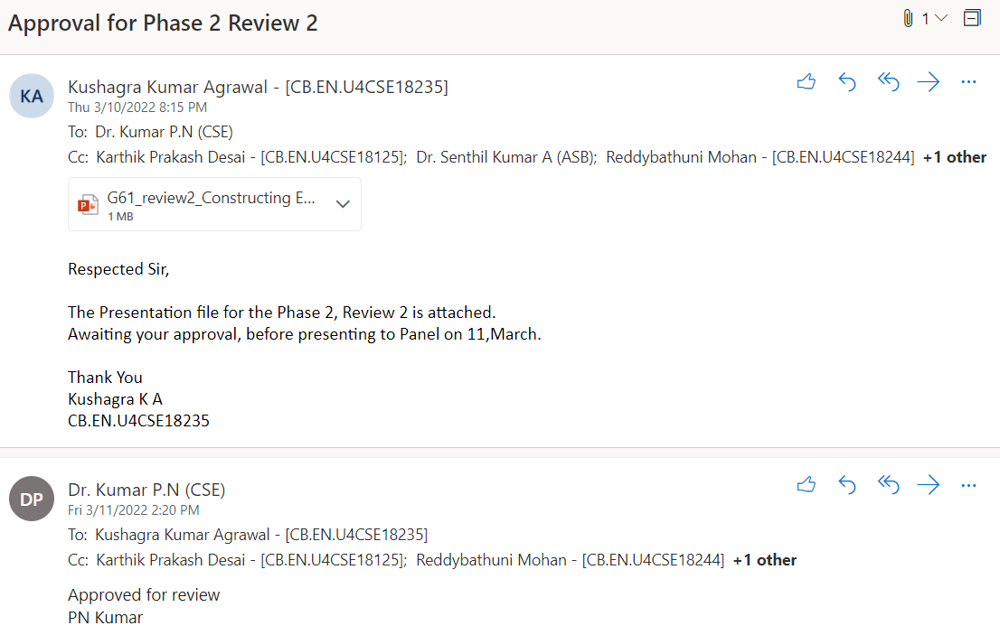 Approval for Phase 2 Review 2
1
KA
Kushagra Kumar Agrawal - [CB.EN.U4CSE18235]
Thu 3/10/2022 8:15 PM
To: Dr. Kumar P.N (CSE)
Cc: Karthik Prakash Desai - [CB.EN.U4CSE18125]; Dr. Senthil Kumar A (ASB); Reddybathuni Mohan - [CB.EN.U4CSE18244] +1 other
P
G61_review2_Constructing E...
1 MB
Respected Sir,
The Presentation file for the Phase 2, Review 2 is attached.
Awaiting your approval, before presenting to Panel on 11,March.
Thank You
Kushagra K A
CB.EN.U4CSE18235
DP
Dr. Kumar P.N (CSE)
Fri 3/11/2022 2:20 PM
To: Kushagra Kumar Agrawal - [CB.EN.U4CSE18235]
Cc: Karthik Prakash Desai - [CB.EN.U4CSE18125]; Reddybathuni Mohan - [CB.EN.U4CSE18244] +1 other
Approved for review
PN Kumar